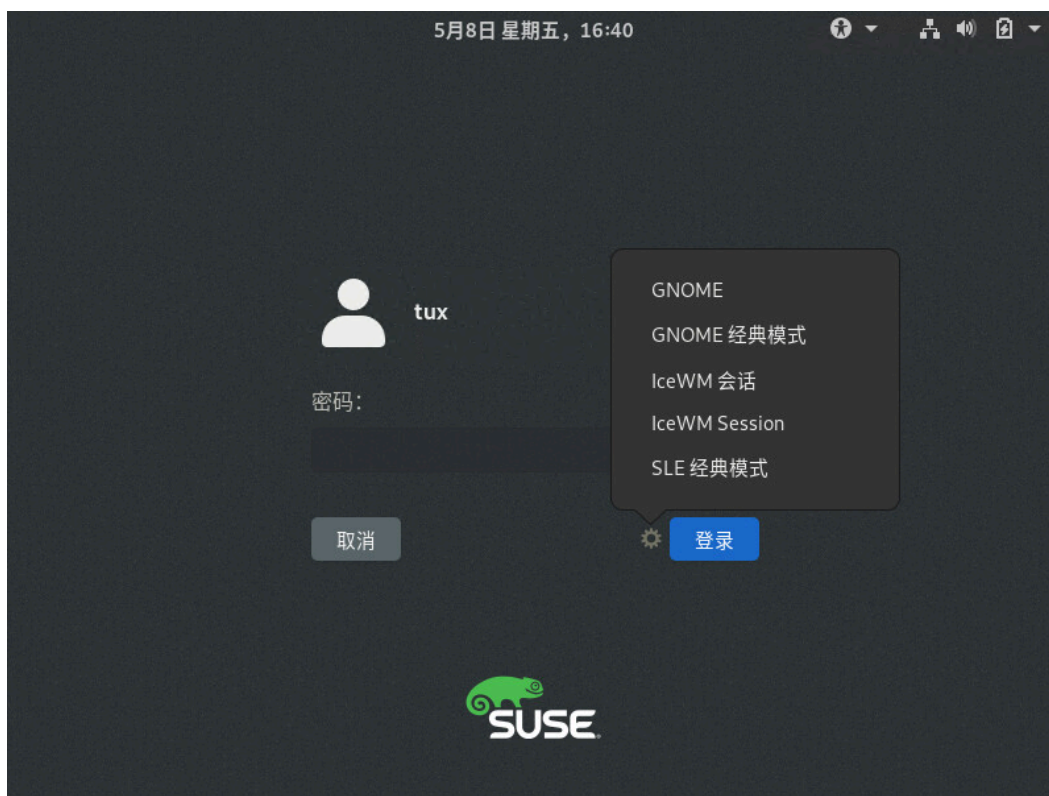 5月8日 星期五，16∶40
tux
密码：
GNOME
GNOME 经典模式
IceWM 会话
IceWM Session
SLE 经典模式
取消
登录
SUSE.